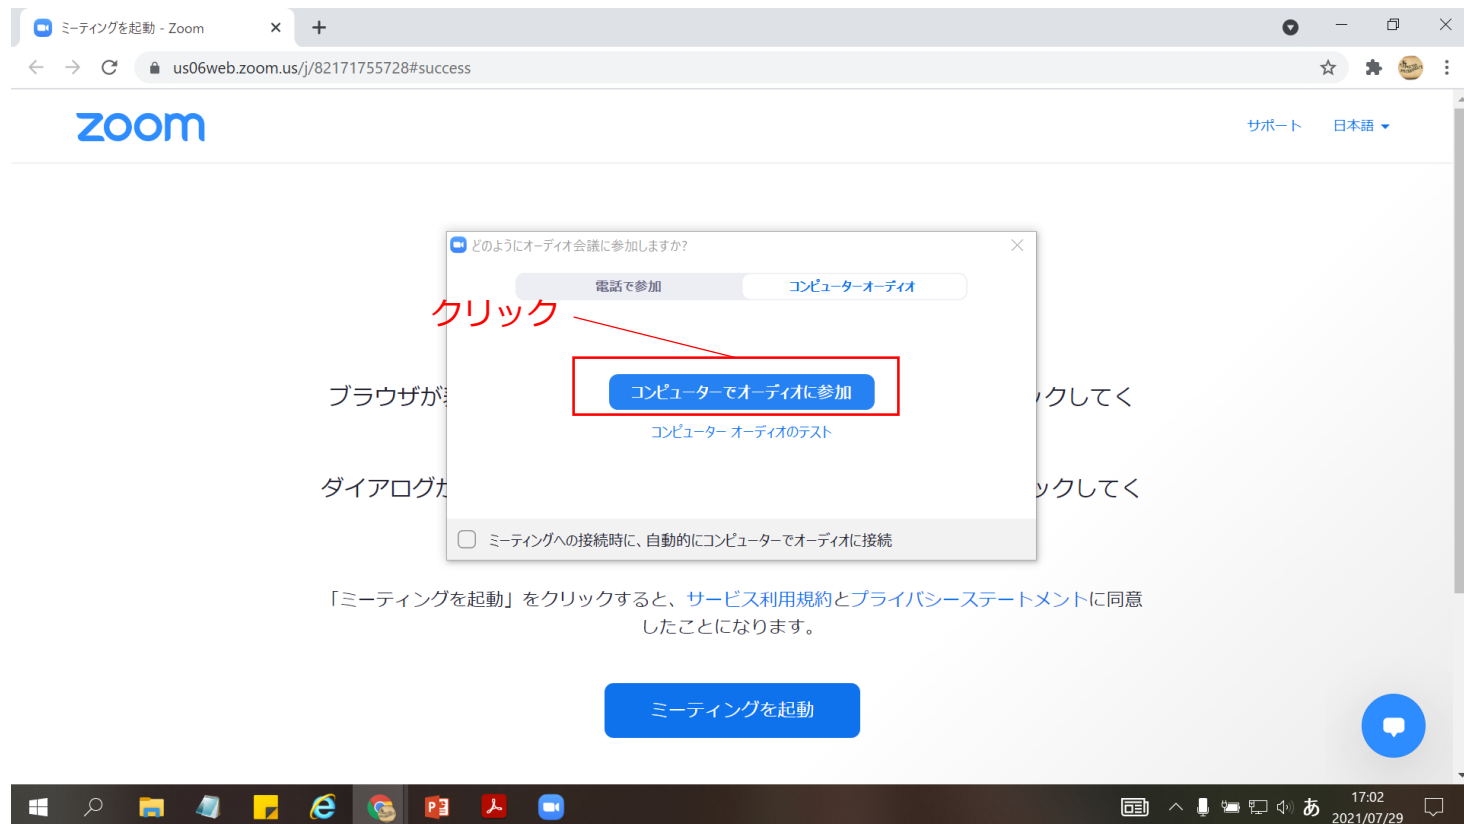 ミーティングを起動 - Zoom
us06web.zoom.us/j/82171755728#success
zoom
サポート
日本語
どのようにオーディオ会議に参加しますか?
電話で参加
コンピューターオーディオ
クリック
ブラウザが
コンピューターでオーディオに参加
クしてく
コンピューター オーディオのテスト
ダイアログが
ックしてく
ミーティングへの接続時に、自動的にコンピューターでオーディオに接続
「ミーティングを起動」をクリックすると、サービス利用規約とプライバシーステートメントに同意
したことになります。
ミーティングを起動
あ
17:02
2021/07/29